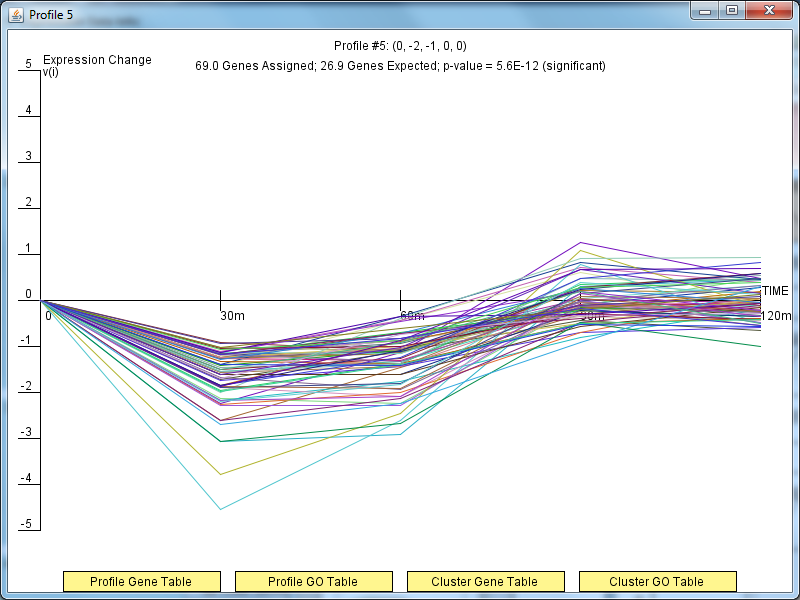 Profile 5
Profile #5: (0, -2, -1, 0, 0)
69.0 Genes Assigned; 26.9 Genes Expected; p-value = 5.6E-12 (significant)
Expression Change
v(i)
5
4
3
2
1
0
-1
-2
-3
-4
-5
TIME
0 30m 60m 90m 120m
Profile Gene Table Profile GO Table Cluster Gene Table Cluster GO Table